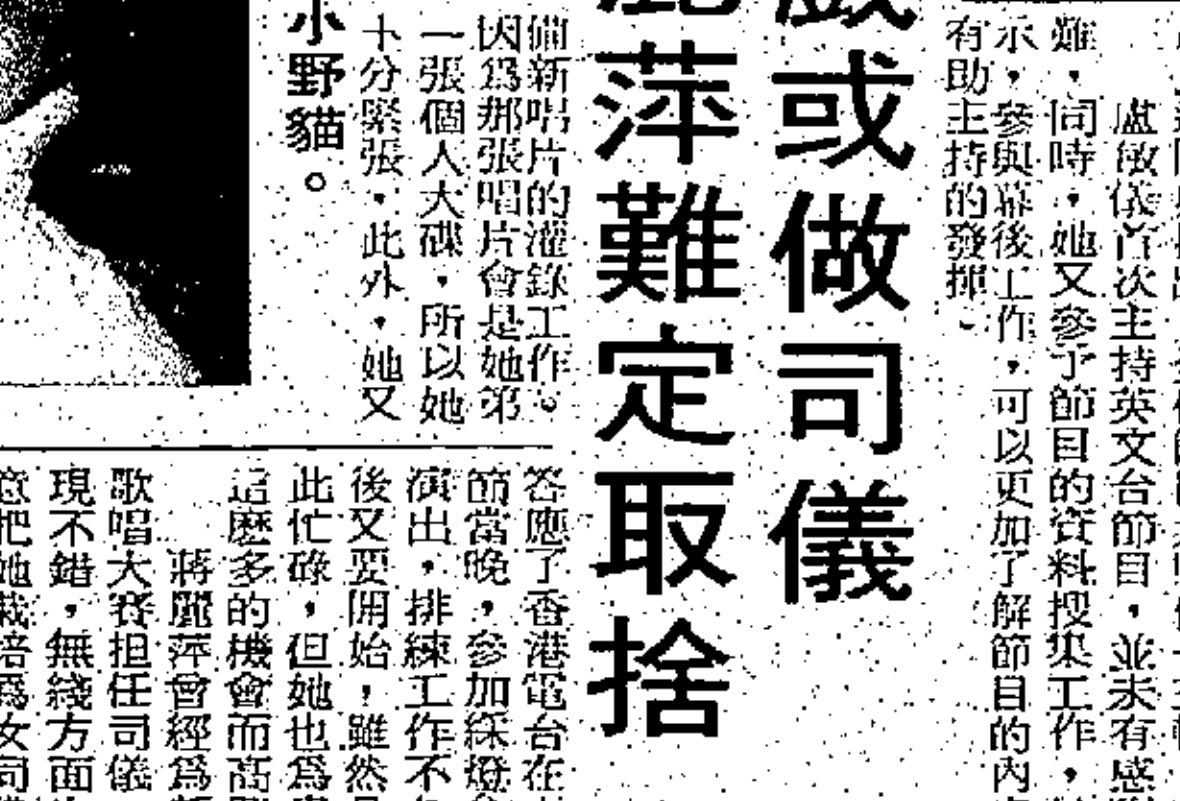 盧敏儀首次主持英文台節目，並未有感
難，同時，她又參予節目的資料搜集工作，
示，參與幕後工作，可以更加了解節目的內
有助主持的發揮。
或做司儀
萍難定取捨
備新唱片的灌錄工作。
因為那張唱片會是她第
一張個人大碟，所以她
十分緊張，此外，她又
小野貓。
答應了香港電台在
節當晚，參加綵燈
演出，排練工作不
後又要開始，雖然
此忙碌，但她也為
這麼多的機會而高
蔣麗萍曾經為
歌唱大賽担任司儀
現不錯，無綫方面
意把她栽培為女司